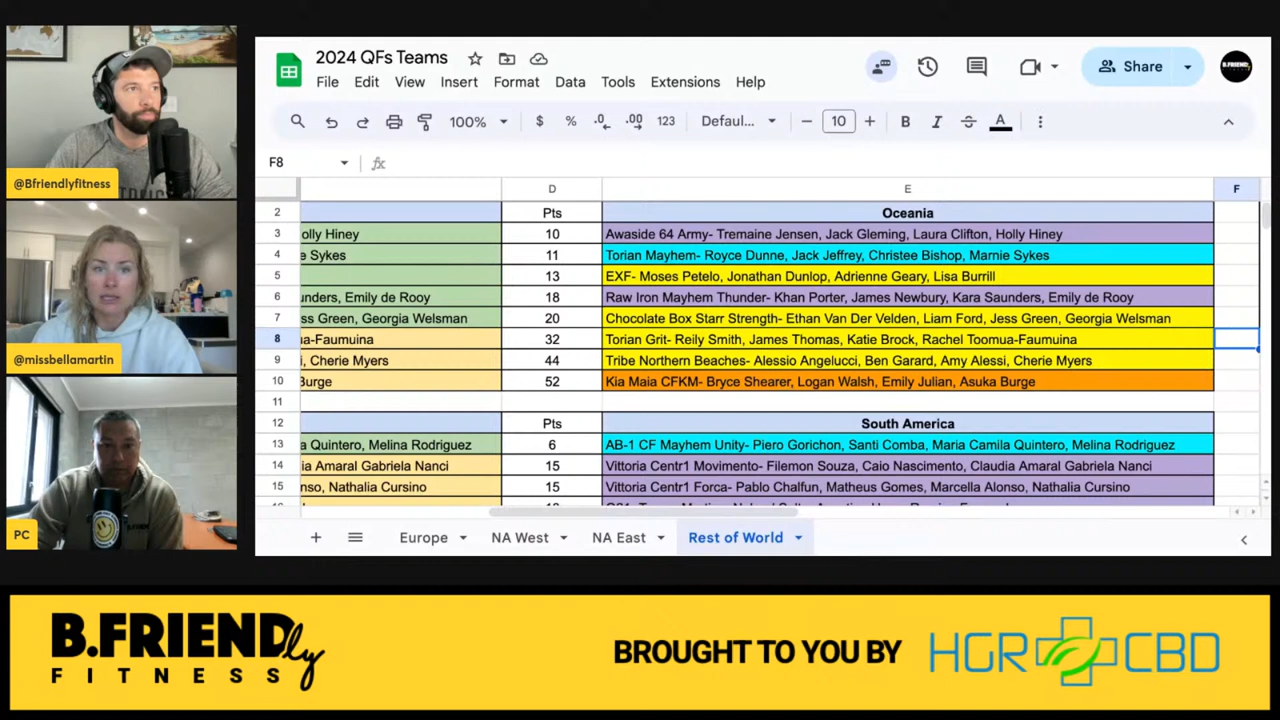 @Bfriendlyfitness
@missbellamartin
PC
2024 QFs Teams
File Edit View Insert Format Data Tools Extensions Help
Share
100% $ % .0 .00 123 Defaul... − 10 + B I S A
F8 fx
D E F
2 Pts Oceania
3 olly Hiney 10 Awaside 64 Army- Tremaine Jensen, Jack Gleming, Laura Clifton, Holly Hiney
4 e Sykes 11 Torian Mayhem- Royce Dunne, Jack Jeffrey, Christee Bishop, Marnie Sykes
5 13 EXF- Moses Petelo, Jonathan Dunlop, Adrienne Geary, Lisa Burrill
6 unders, Emily de Rooy 18 Raw Iron Mayhem Thunder- Khan Porter, James Newbury, Kara Saunders, Emily de Rooy
7 ss Green, Georgia Welsman 20 Chocolate Box Starr Strength- Ethan Van Der Velden, Liam Ford, Jess Green, Georgia Welsman
8 a-Faumuina 32 Torian Grit- Reily Smith, James Thomas, Katie Brock, Rachel Toomua-Faumuina
9 i, Cherie Myers 44 Tribe Northern Beaches- Alessio Angelucci, Ben Garard, Amy Alessi, Cherie Myers
10 Burge 52 Kia Maia CFKM- Bryce Shearer, Logan Walsh, Emily Julian, Asuka Burge
11
12 Pts South America
13 a Quintero, Melina Rodriguez 6 AB-1 CF Mayhem Unity- Piero Gorichon, Santi Comba, Maria Camila Quintero, Melina Rodriguez
14 ia Amaral Gabriela Nanci 15 Vittoria Centr1 Movimento- Filemon Souza, Caio Nascimento, Claudia Amaral Gabriela Nanci
15 nso, Nathalia Cursino 15 Vittoria Centr1 Forca- Pablo Chalfun, Matheus Gomes, Marcella Alonso, Nathalia Cursino
+ Europe NA West NA East Rest of World
B.FRIENDly
FITNESS
BROUGHT TO YOU BY
HGR CBD